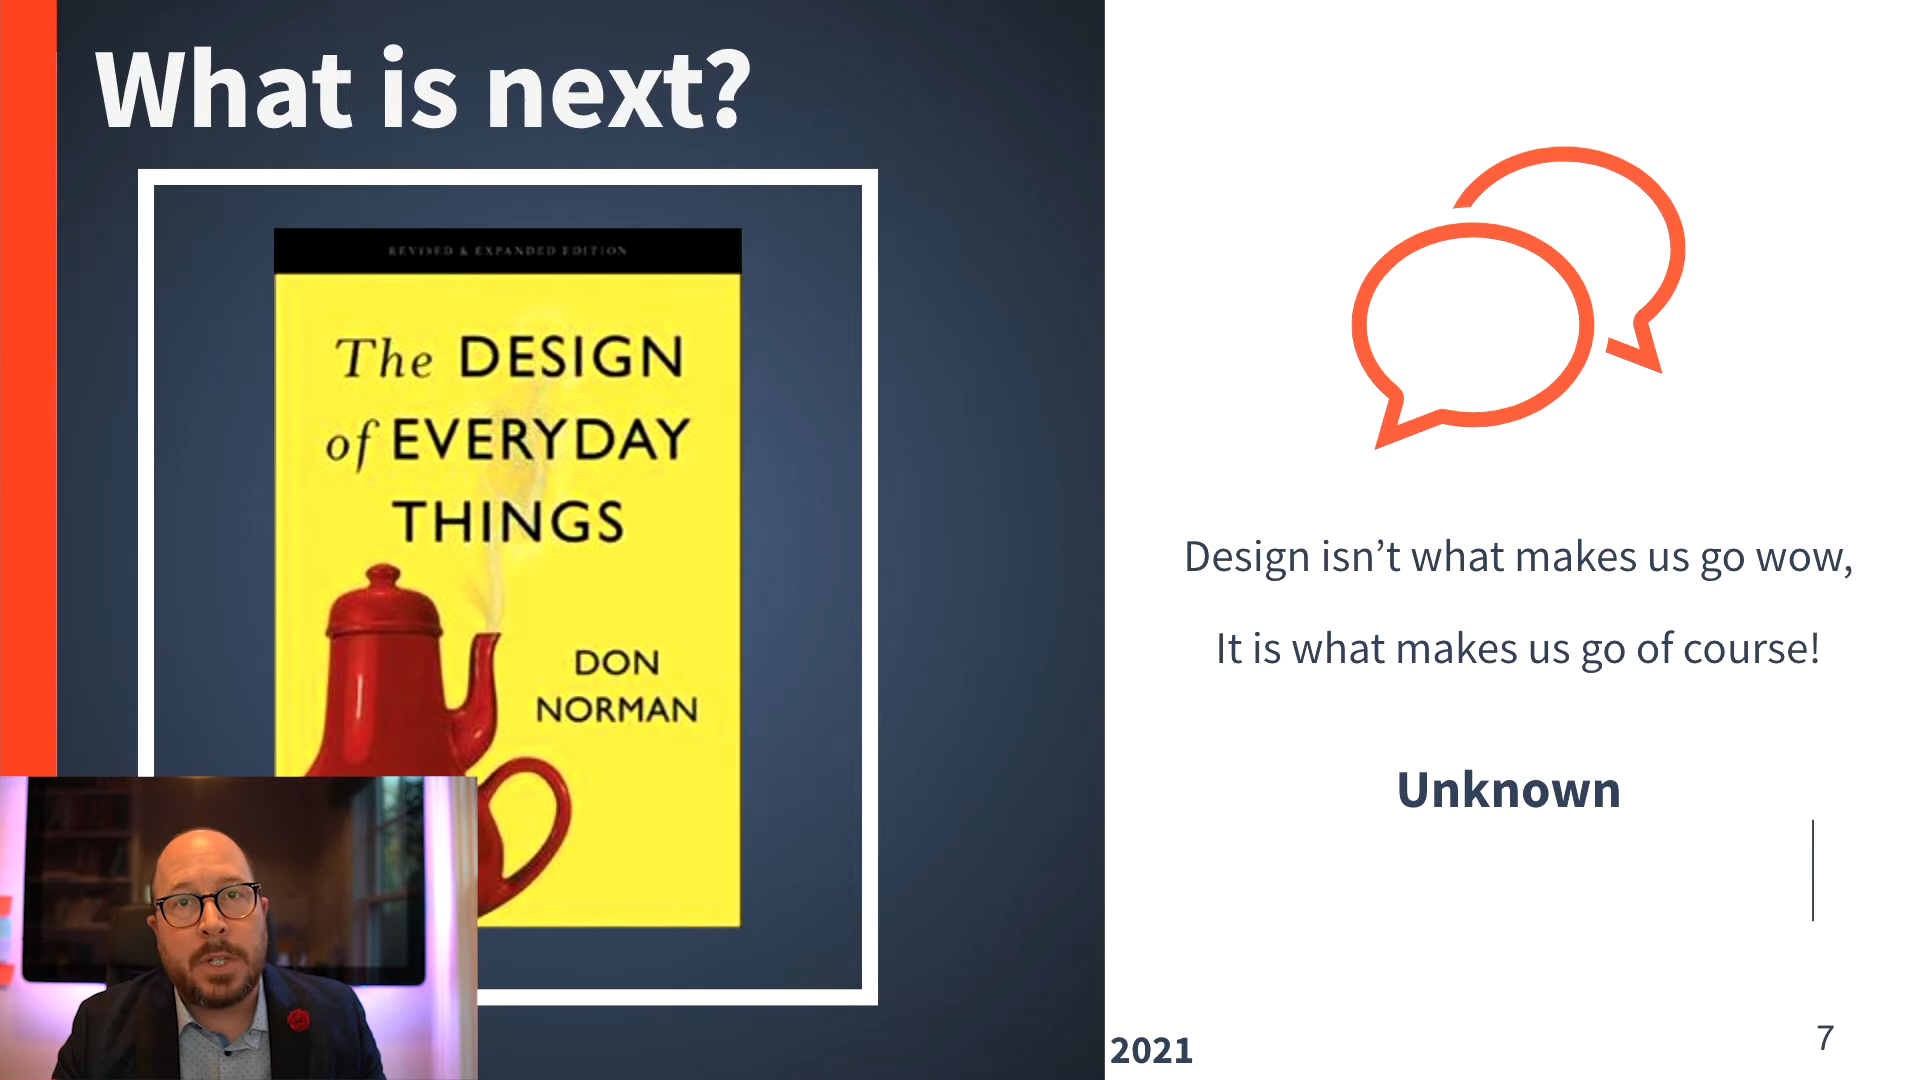 What is next?
REVISED & EXPANDED EDITION
The DESIGN
of EVERYDAY
THINGS
DON
NORMAN
Design isn’t what makes us go wow,
It is what makes us go of course!
Unknown
2021
7